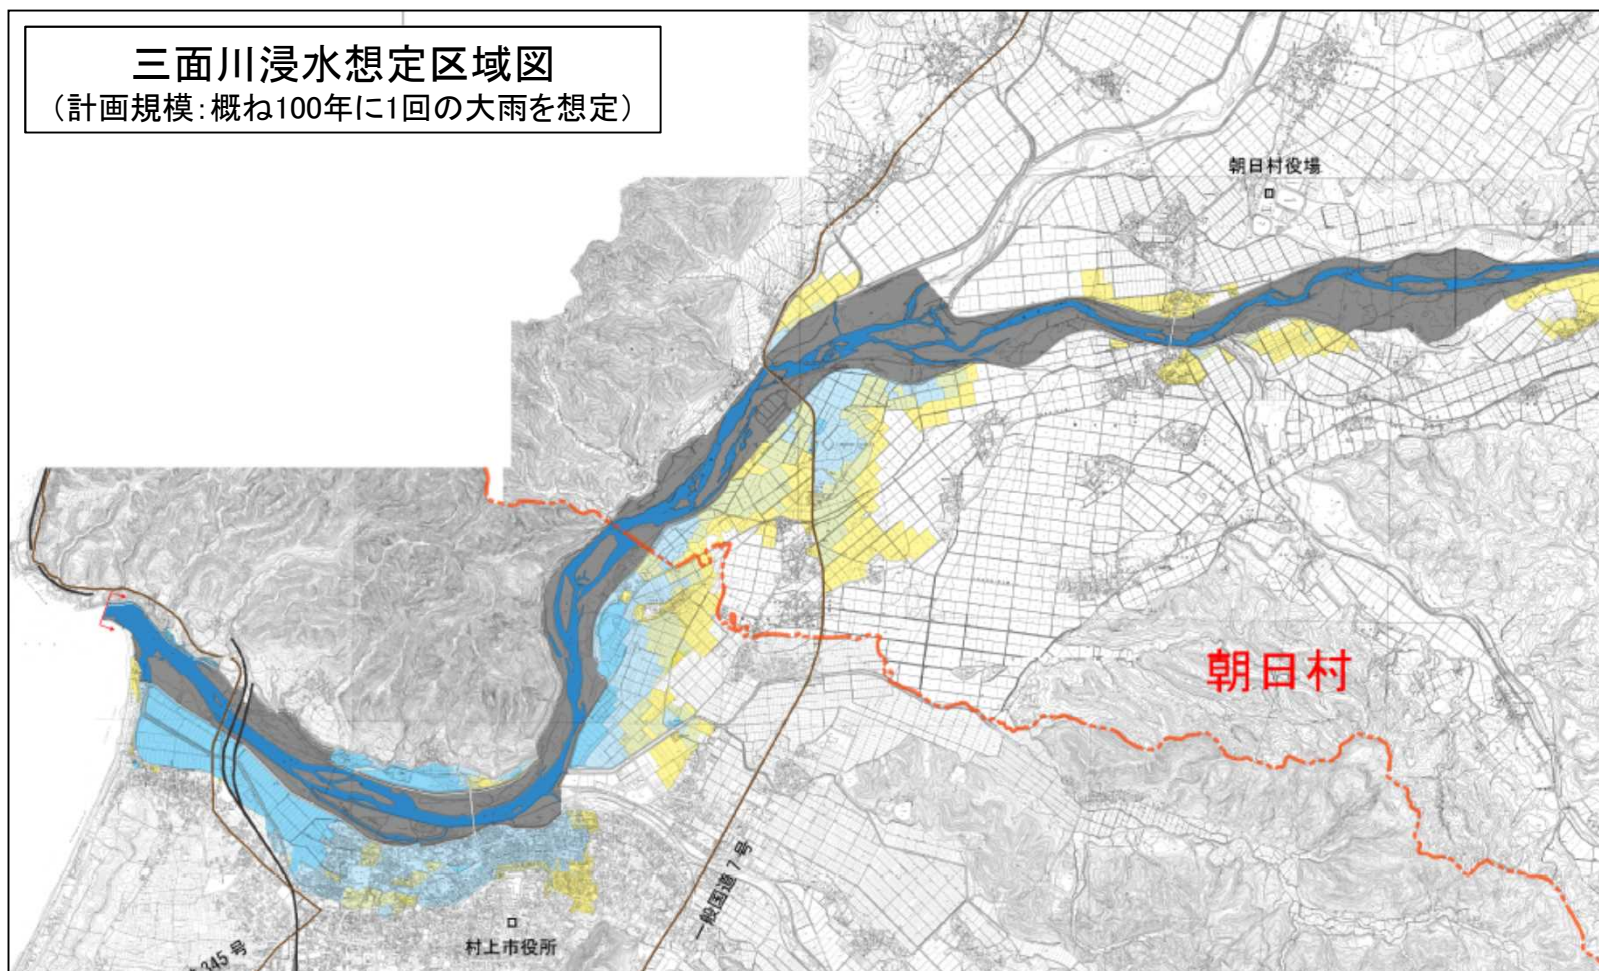 三面川浸水想定区域図
（計画規模：概ね100年に1回の大雨を想定）
朝日村役場
朝日村
一般国道7号
村上市役所
345号